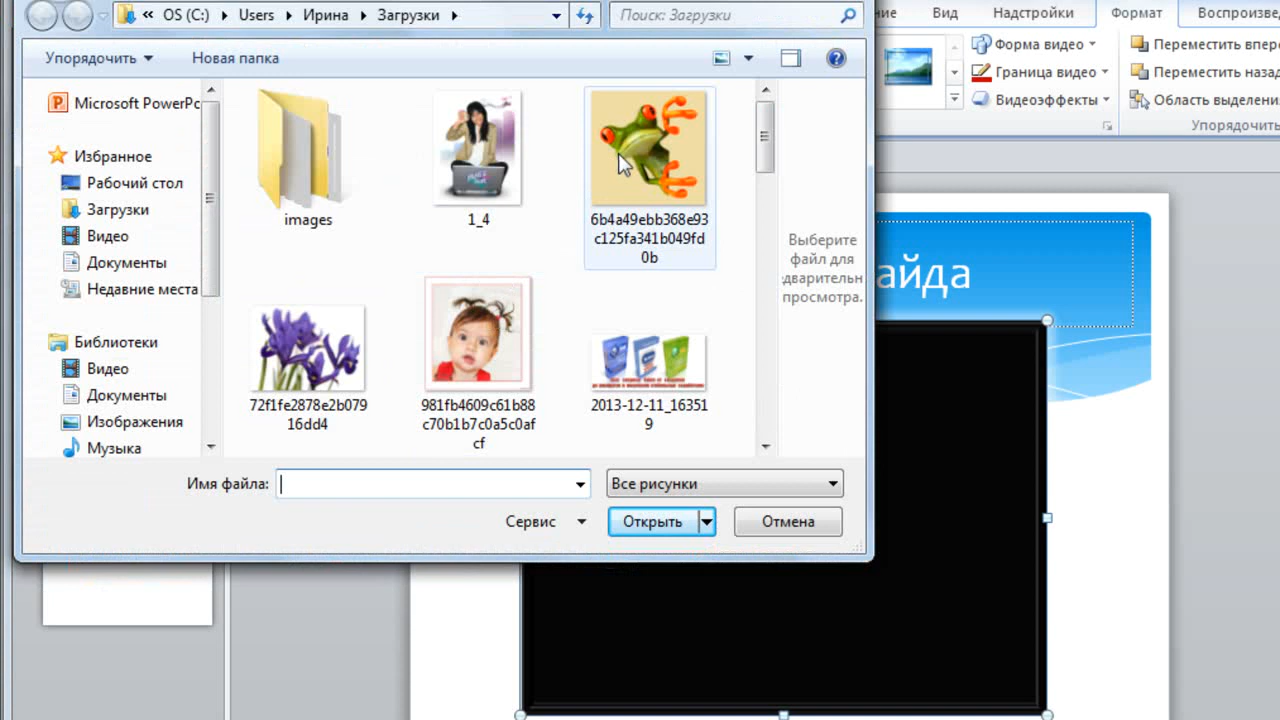 OS (C:) Users Ирина Загрузки
Поиск: Загрузки
Упорядочить
Новая папка
Microsoft PowerPo
Избранное
Рабочий стол
Загрузки
Видео
Документы
Недавние места
Библиотеки
Видео
Документы
Изображения
Музыка
images
1_4
6b4a49ebb368e93
c125fa341b049fd
0b
72f1fe2878e2b079
16dd4
981fb4609c61b88
c70b1b7c0a5c0af
cf
2013-12-11_16351
9
Выберите
файл для
едварительн
просмотра.
Имя файла:
Все рисунки
Сервис
Открыть
Отмена
ние Вид Надстройки Формат Воспроизве
Форма видео
Граница видео
Видеоэффекты
Переместить впере
Переместить назад
Область выделения
Упорядочить
айда